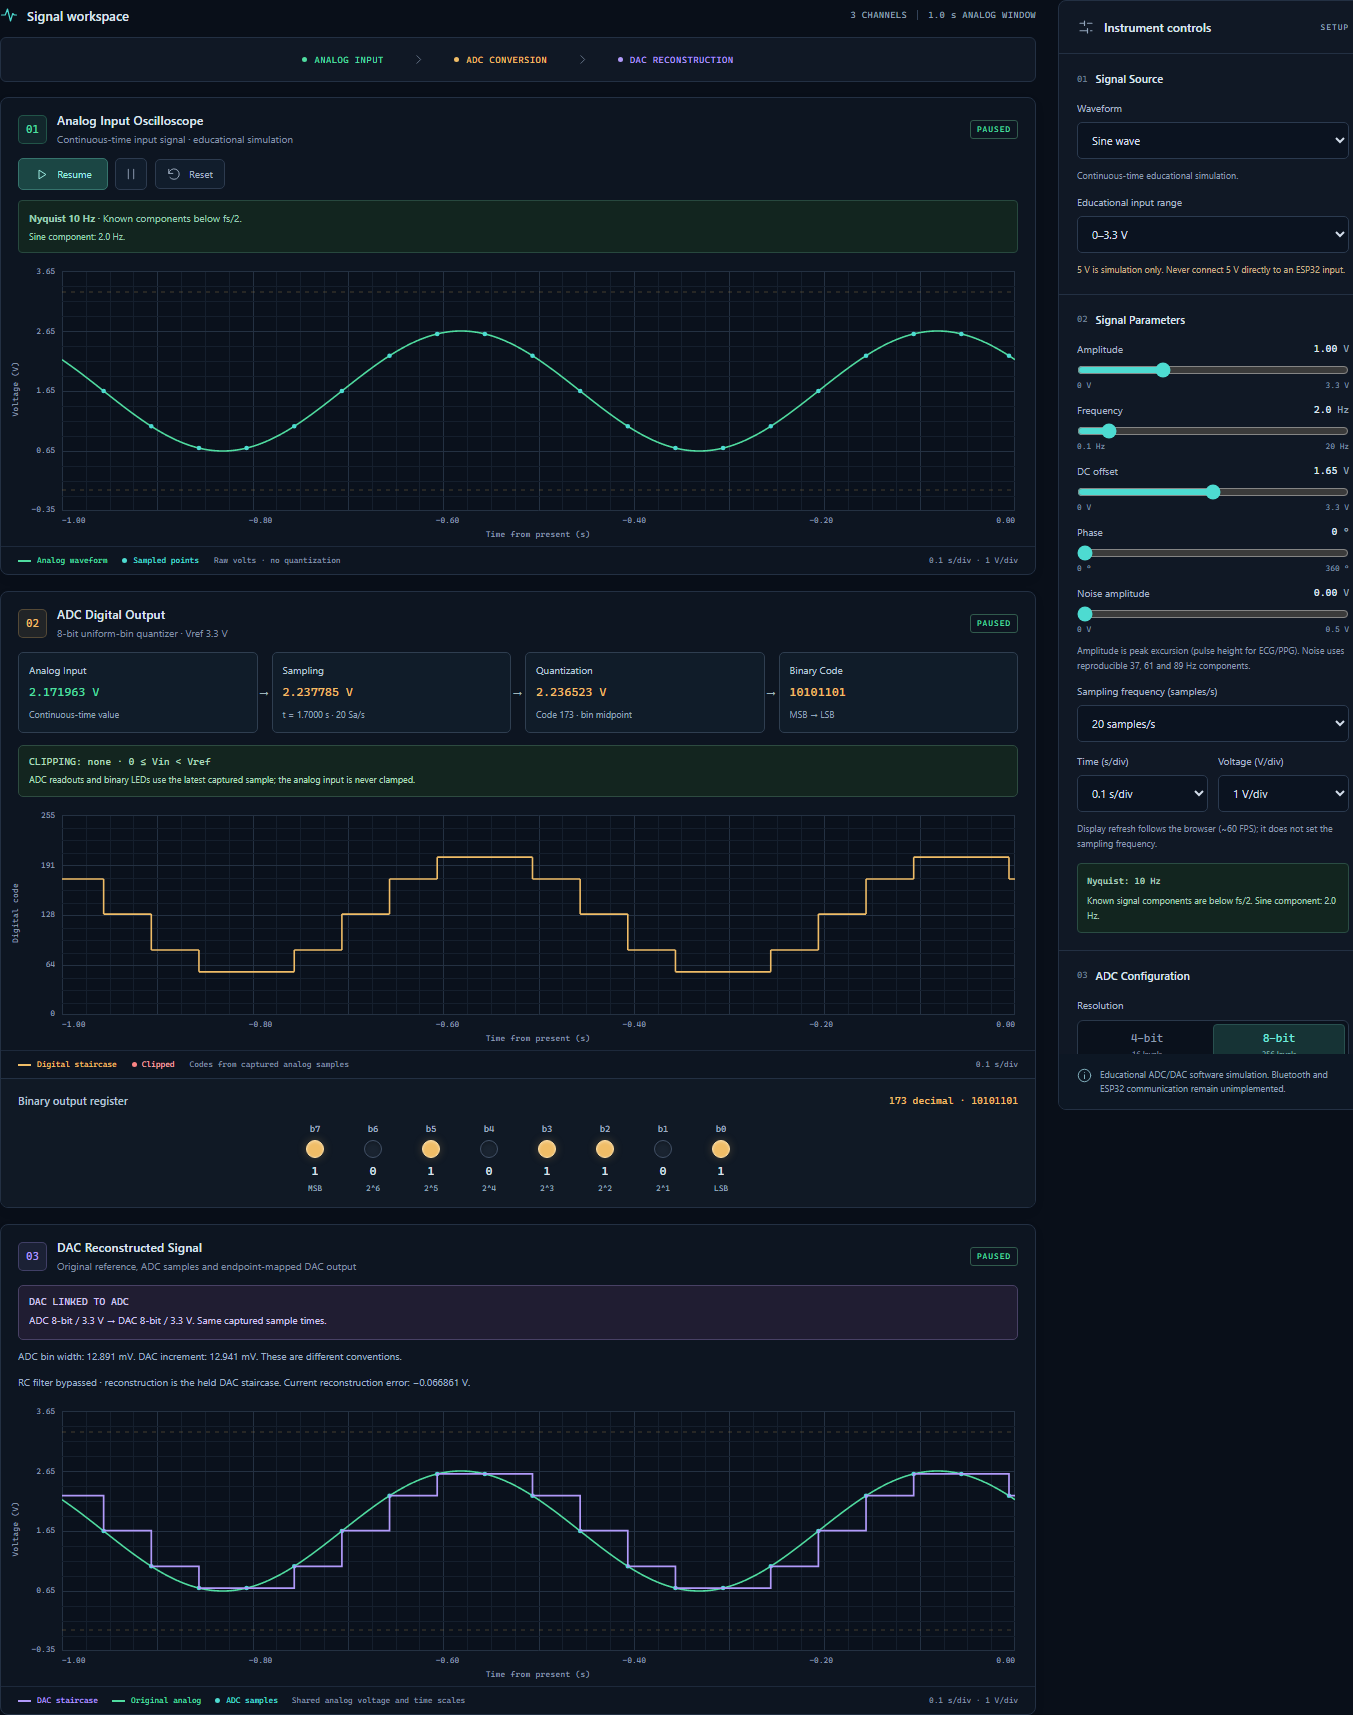 Signal workspace
3 CHANNELS | 1.0 s ANALOG WINDOW
ANALOG INPUT
ADC CONVERSION
DAC RECONSTRUCTION
01
Analog Input Oscilloscope
Continuous-time input signal · educational simulation
PAUSED
Resume
Reset
Nyquist 10 Hz · Known components below fs/2.
Sine component: 2.0 Hz.
3.65
2.65
1.65
0.65
−0.35
Voltage (V)
−1.00
−0.80
−0.60
−0.40
−0.20
0.00
Time from present (s)
Analog waveform
Sampled points
Raw volts · no quantization
0.1 s/div · 1 V/div
02
ADC Digital Output
8-bit uniform-bin quantizer · Vref 3.3 V
PAUSED
Analog Input
2.171963 V
Continuous-time value
→
Sampling
2.237785 V
t = 1.7000 s · 20 Sa/s
→
Quantization
2.236523 V
Code 173 · bin midpoint
→
Binary Code
10101101
MSB → LSB
CLIPPING: none · 0 ≤ Vin < Vref
ADC readouts and binary LEDs use the latest captured sample; the analog input is never clamped.
255
191
128
64
0
Digital code
−1.00
−0.80
−0.60
−0.40
−0.20
0.00
Time from present (s)
Digital staircase
Clipped
Codes from captured analog samples
0.1 s/div
Binary output register
173 decimal · 10101101
b7 b6 b5 b4 b3 b2 b1 b0
1 0 1 0 1 1 0 1
MSB 2^6 2^5 2^4 2^3 2^2 2^1 LSB
03
DAC Reconstructed Signal
Original reference, ADC samples and endpoint-mapped DAC output
PAUSED
DAC LINKED TO ADC
ADC 8-bit / 3.3 V → DAC 8-bit / 3.3 V. Same captured sample times.
ADC bin width: 12.891 mV. DAC increment: 12.941 mV. These are different conventions.
RC filter bypassed · reconstruction is the held DAC staircase. Current reconstruction error: −0.066861 V.
3.65
2.65
1.65
0.65
−0.35
Voltage (V)
−1.00
−0.80
−0.60
−0.40
−0.20
0.00
Time from present (s)
DAC staircase
Original analog
ADC samples
Shared analog voltage and time scales
0.1 s/div · 1 V/div
Instrument controls
SETUP
01 Signal Source
Waveform
Sine wave
Continuous-time educational simulation.
Educational input range
0–3.3 V
5 V is simulation only. Never connect 5 V directly to an ESP32 input.
02 Signal Parameters
Amplitude 1.00 V
0 V 3.3 V
Frequency 2.0 Hz
0.1 Hz 20 Hz
DC offset 1.65 V
0 V 3.3 V
Phase 0 °
0 ° 360 °
Noise amplitude 0.00 V
0 V 0.5 V
Amplitude is peak excursion (pulse height for ECG/PPG). Noise uses
reproducible 37, 61 and 89 Hz components.
Sampling frequency (samples/s)
20 samples/s
Time (s/div) Voltage (V/div)
0.1 s/div 1 V/div
Display refresh follows the browser (~60 FPS); it does not set the
sampling frequency.
Nyquist: 10 Hz
Known signal components are below fs/2. Sine component: 2.0
Hz.
03 ADC Configuration
Resolution
4-bit 8-bit
Educational ADC/DAC software simulation. Bluetooth and
ESP32 communication remain unimplemented.